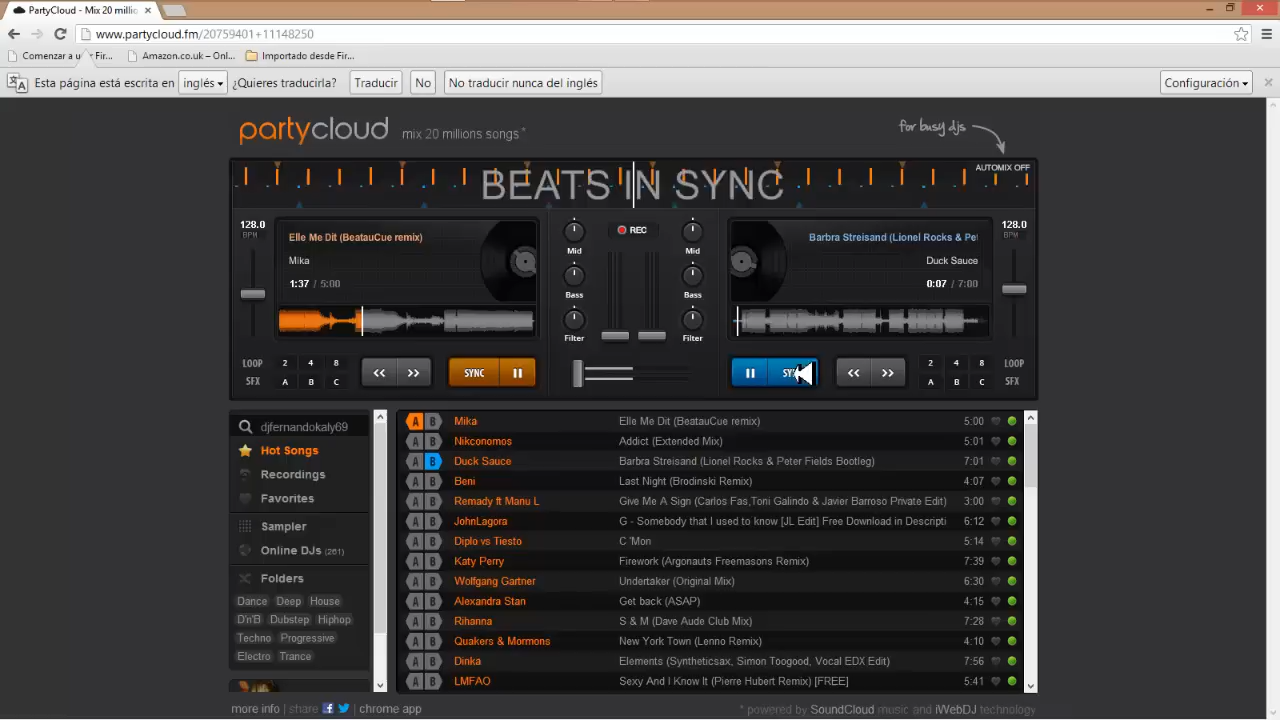 PartyCloud - Mix 20 millio
www.partycloud.fm/20759401+11148250
Comenzar a u Fir... Amazon.co.uk – Onl... Importado desde Fir...
Esta página está escrita en inglés ¿Quieres traducirla? Traducir No No traducir nunca del inglés Configuración
partycloud mix 20 millions songs* for busy djs
AUTOMIX OFF
BEATS IN SYNC
128.0 BPM
Elle Me Dit (BeatauCue remix)
Mika
1:37 / 5:00
Mid
Bass
Filter
REC
Mid
Bass
Filter
Barbra Streisand (Lionel Rocks & Pet
Duck Sauce
0:07 / 7:00
128.0 BPM
LOOP 2 4 8
SFX A B C
<< >> SYNC
<< >>
2 4 8 LOOP
A B C SFX
djfernandokaly69
Hot Songs
Recordings
Favorites
Sampler
Online DJs (261)
Folders
Dance Deep House
D'n'B Dubstep Hiphop
Techno Progressive
Electro Trance
A B Mika Elle Me Dit (BeatauCue remix) 5:00
A B Nikconomos Addict (Extended Mix) 5:01
A B Duck Sauce Barbra Streisand (Lionel Rocks & Peter Fields Bootleg) 7:01
A B Beni Last Night (Brodinski Remix) 4:07
A B Remady ft Manu L Give Me A Sign (Carlos Fas,Toni Galindo & Javier Barroso Private Edit) 3:00
A B JohnLagora G - Somebody that I used to know [JL Edit] Free Download in Descripti 6:12
A B Diplo vs Tiesto C 'Mon 5:14
A B Katy Perry Firework (Argonauts Freemasons Remix) 7:39
A B Wolfgang Gartner Undertaker (Original Mix) 6:30
A B Alexandra Stan Get back (ASAP) 4:15
A B Rihanna S & M (Dave Aude Club Mix) 7:28
A B Quakers & Mormons New York Town (Lenno Remix) 4:10
A B Dinka Elements (Syntheticsax, Simon Toogood, Vocal EDX Edit) 7:56
A B LMFAO Sexy And I Know It (Pierre Hubert Remix) [FREE] 5:41
more info | share | chrome app
* powered by SoundCloud music and iWebDJ technology